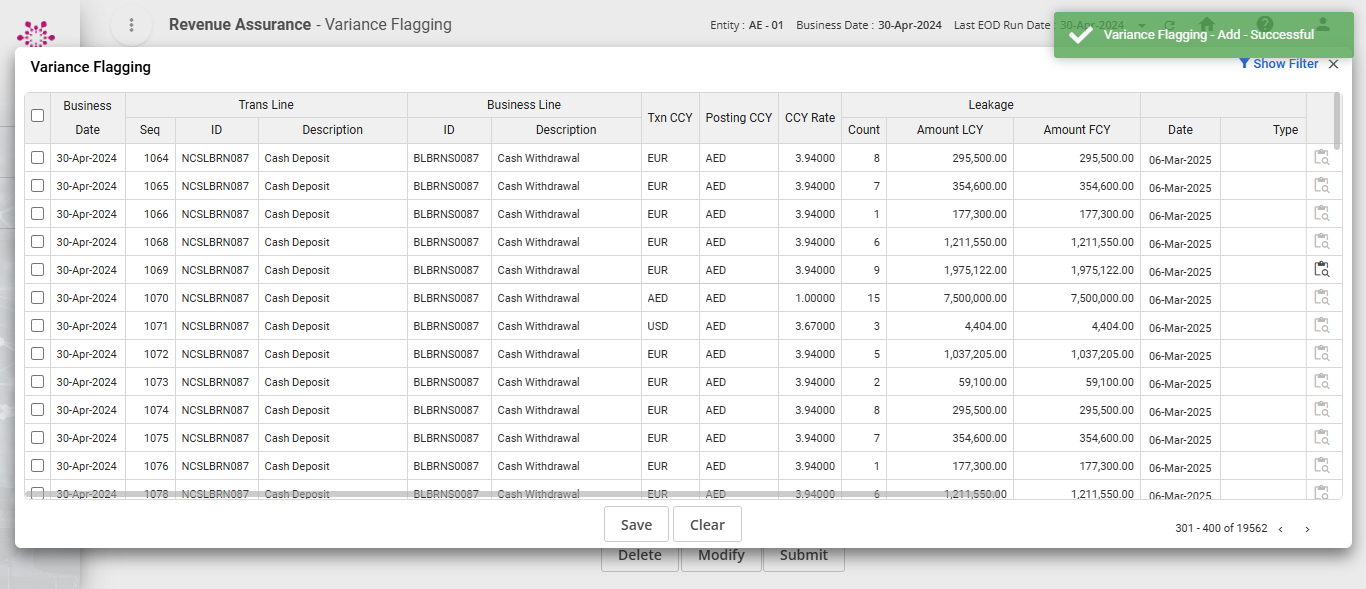 Revenue Assurance - Variance Flagging
Entity : AE - 01 Business Date : 30-Apr-2024 Last EOD Run Date : 30-Apr-2024
Variance Flagging - Add - Successful
Variance Flagging
Show Filter
Business Date Trans Line Business Line Txn CCY Posting CCY CCY Rate Leakage
Seq ID Description ID Description Count Amount LCY Amount FCY Date Type
30-Apr-2024 1064 NCSLBRN087 Cash Deposit BLBRNS0087 Cash Withdrawal EUR AED 3.94000 8 295,500.00 295,500.00 06-Mar-2025
30-Apr-2024 1065 NCSLBRN087 Cash Deposit BLBRNS0087 Cash Withdrawal EUR AED 3.94000 7 354,600.00 354,600.00 06-Mar-2025
30-Apr-2024 1066 NCSLBRN087 Cash Deposit BLBRNS0087 Cash Withdrawal EUR AED 3.94000 1 177,300.00 177,300.00 06-Mar-2025
30-Apr-2024 1068 NCSLBRN087 Cash Deposit BLBRNS0087 Cash Withdrawal EUR AED 3.94000 6 1,211,550.00 1,211,550.00 06-Mar-2025
30-Apr-2024 1069 NCSLBRN087 Cash Deposit BLBRNS0087 Cash Withdrawal EUR AED 3.94000 9 1,975,122.00 1,975,122.00 06-Mar-2025
30-Apr-2024 1070 NCSLBRN087 Cash Deposit BLBRNS0087 Cash Withdrawal AED AED 1.00000 15 7,500,000.00 7,500,000.00 06-Mar-2025
30-Apr-2024 1071 NCSLBRN087 Cash Deposit BLBRNS0087 Cash Withdrawal USD AED 3.67000 3 4,404.00 4,404.00 06-Mar-2025
30-Apr-2024 1072 NCSLBRN087 Cash Deposit BLBRNS0087 Cash Withdrawal EUR AED 3.94000 5 1,037,205.00 1,037,205.00 06-Mar-2025
30-Apr-2024 1073 NCSLBRN087 Cash Deposit BLBRNS0087 Cash Withdrawal EUR AED 3.94000 2 59,100.00 59,100.00 06-Mar-2025
30-Apr-2024 1074 NCSLBRN087 Cash Deposit BLBRNS0087 Cash Withdrawal EUR AED 3.94000 8 295,500.00 295,500.00 06-Mar-2025
30-Apr-2024 1075 NCSLBRN087 Cash Deposit BLBRNS0087 Cash Withdrawal EUR AED 3.94000 7 354,600.00 354,600.00 06-Mar-2025
30-Apr-2024 1076 NCSLBRN087 Cash Deposit BLBRNS0087 Cash Withdrawal EUR AED 3.94000 1 177,300.00 177,300.00 06-Mar-2025
30-Apr-2024 1078 NCSLBRN087 Cash Deposit BLBRNS0087 Cash Withdrawal EUR AED 3.94000 6 1,211,550.00 1,211,550.00 06-Mar-2025
Save Clear
301 - 400 of 19562
Delete Modify Submit